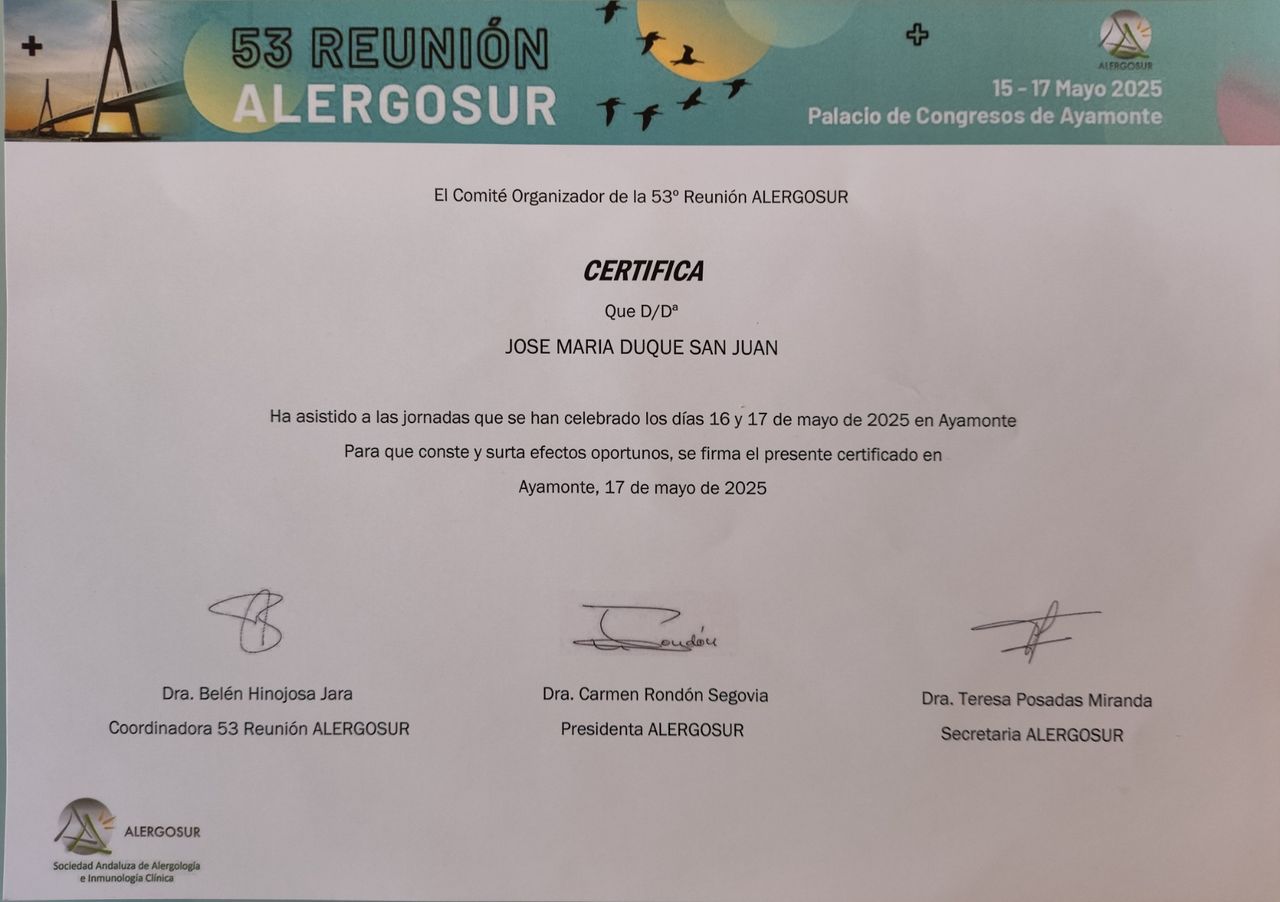 53 REUNIÓN
ALERGOSUR
ALERGOSUR
15 - 17 Mayo 2025
Palacio de Congresos de Ayamonte
El Comité Organizador de la 53º Reunión ALERGOSUR
CERTIFICA
Que D/Dª
JOSE MARIA DUQUE SAN JUAN
Ha asistido a las jornadas que se han celebrado los días 16 y 17 de mayo de 2025 en Ayamonte
Para que conste y surta efectos oportunos, se firma el presente certificado en
Ayamonte, 17 de mayo de 2025
Rondón
Dra. Belén Hinojosa Jara
Coordinadora 53 Reunión ALERGOSUR
Dra. Carmen Rondón Segovia
Presidenta ALERGOSUR
Dra. Teresa Posadas Miranda
Secretaria ALERGOSUR
ALERGOSUR
Sociedad Andaluza de Alergología
e Inmunología Clínica